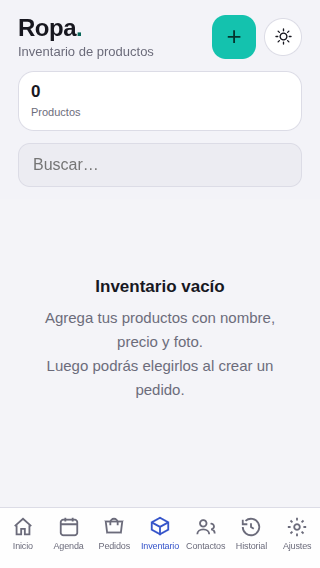 Ropa.
Inventario de productos
0
Productos
Buscar…
Inventario vacío
Agrega tus productos con nombre,
precio y foto.
Luego podrás elegirlos al crear un
pedido.
Inicio Agenda Pedidos Inventario Contactos Historial Ajustes